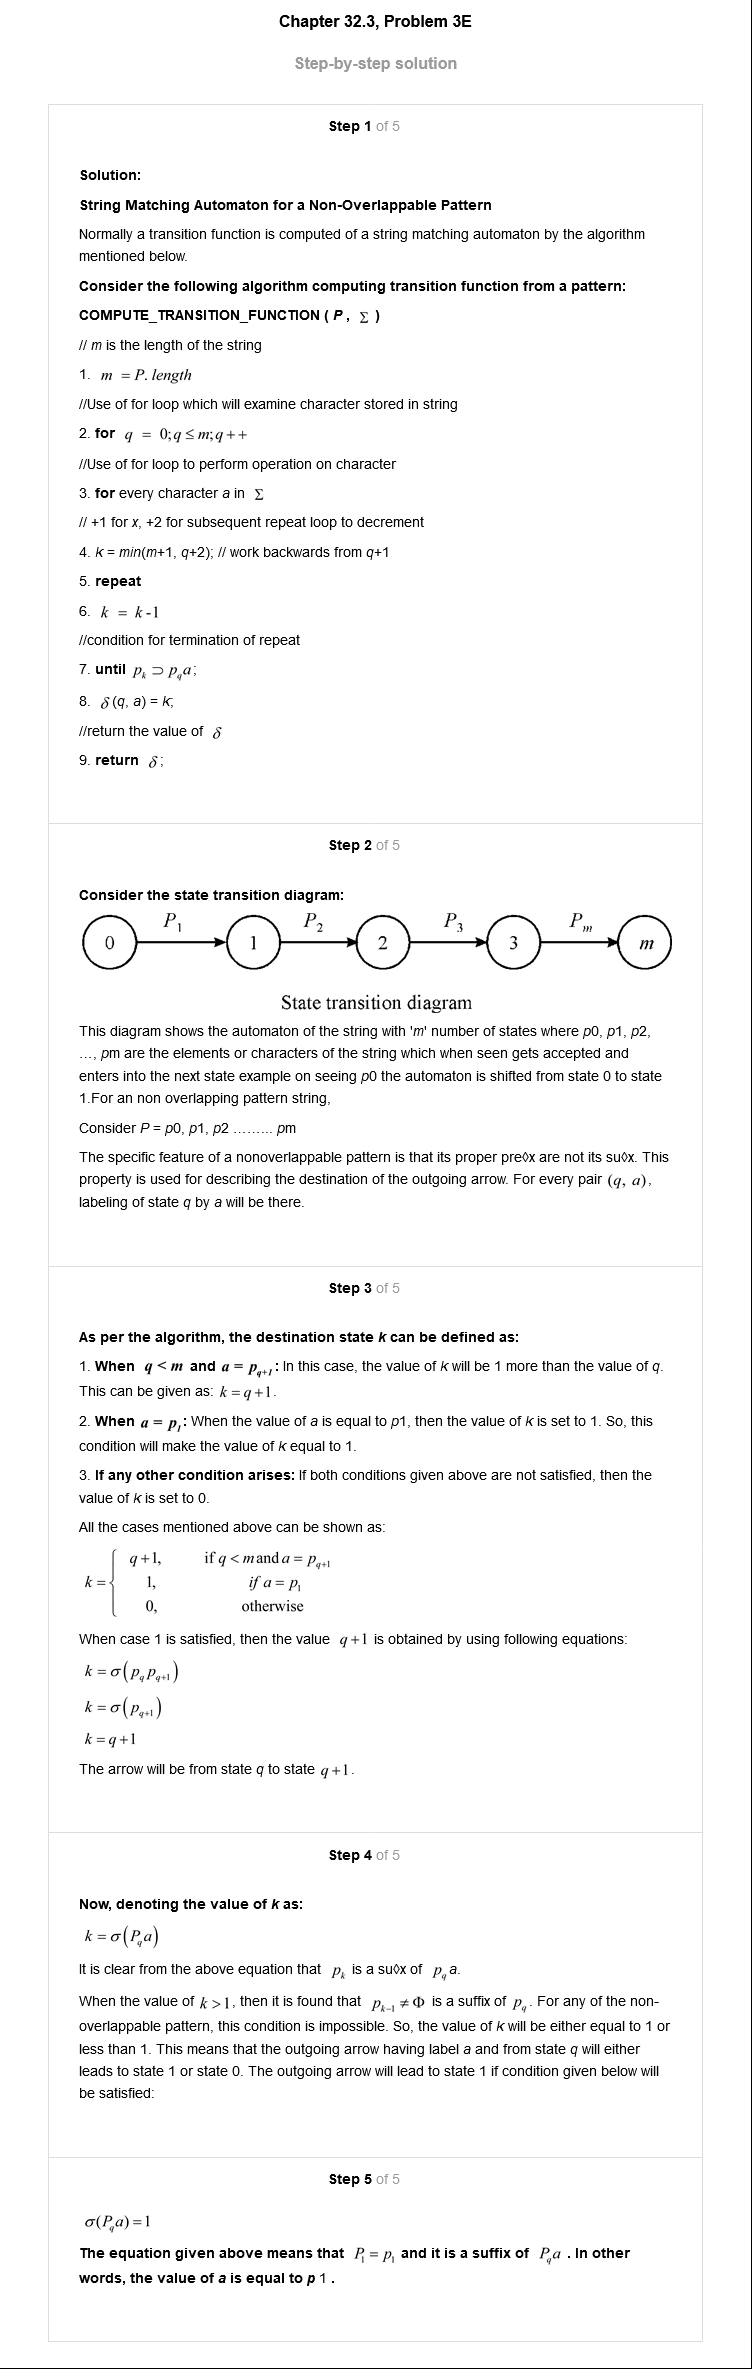 Chapter 32.3, Problem 3E
Step-by-step solution
Step 1 of 5
Solution:
String Matching Automaton for a Non-Overlappable Pattern
Normally a transition function is computed of a string matching automaton by the algorithm
mentioned below.
Consider the following algorithm computing transition function from a pattern:
COMPUTE_TRANSITION_FUNCTION ( P , Σ )
// m is the length of the string
1. m = P. length
//Use of for loop which will examine character stored in string
2. for q = 0; q ≤ m; q ++
//Use of for loop to perform operation on character
3. for every character a in Σ
// +1 for x, +2 for subsequent repeat loop to decrement
4. k = min(m+1, q+2); // work backwards from q+1
5. repeat
6. k = k -1
//condition for termination of repeat
7. until p_k ⊃ p_q a;
8. δ (q, a) = k;
//return the value of δ
9. return δ ;
Step 2 of 5
Consider the state transition diagram:
P_1 P_2 P_3 P_m
0 1 2 3 m
State transition diagram
This diagram shows the automaton of the string with 'm' number of states where p0, p1, p2,
…, pm are the elements or characters of the string which when seen gets accepted and
enters into the next state example on seeing p0 the automaton is shifted from state 0 to state
1.For an non overlapping pattern string,
Consider P = p0, p1, p2 ……... pm
The specific feature of a nonoverlappable pattern is that its proper pre◊x are not its su◊x. This
property is used for describing the destination of the outgoing arrow. For every pair (q, a),
labeling of state q by a will be there.
Step 3 of 5
As per the algorithm, the destination state k can be defined as:
1. When q < m and a = p_{q+1}: In this case, the value of k will be 1 more than the value of q.
This can be given as: k = q +1.
2. When a = p_1: When the value of a is equal to p1, then the value of k is set to 1. So, this
condition will make the value of k equal to 1.
3. If any other condition arises: If both conditions given above are not satisfied, then the
value of k is set to 0.
All the cases mentioned above can be shown as:
k = { q +1, if q < m and a = p_{q+1}
1, if a = p_1
0, otherwise
When case 1 is satisfied, then the value q +1 is obtained by using following equations:
k = σ(p_q p_{q+1})
k = σ(p_{q+1})
k = q +1
The arrow will be from state q to state q +1.
Step 4 of 5
Now, denoting the value of k as:
k = σ(P_q a)
It is clear from the above equation that p_k is a su◊x of p_q a.
When the value of k > 1, then it is found that p_{k-1} ≠ Φ is a suffix of p_q. For any of the non-
overlappable pattern, this condition is impossible. So, the value of k will be either equal to 1 or
less than 1. This means that the outgoing arrow having label a and from state q will either
leads to state 1 or state 0. The outgoing arrow will lead to state 1 if condition given below will
be satisfied:
Step 5 of 5
σ(P_q a) = 1
The equation given above means that P_1 = p_1 and it is a suffix of P_q a . In other
words, the value of a is equal to p 1 .